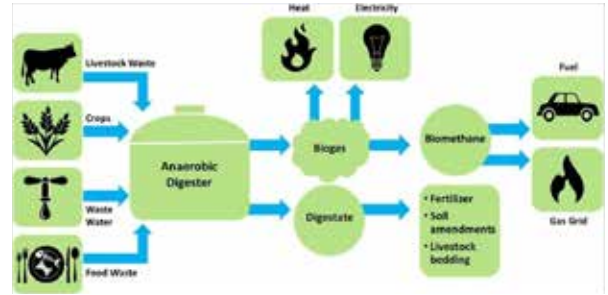 Heat
Electricity
Livestock Waste
Fuel
Crops
Biogas
Biomethane
Anaerobic
Digester
Waste
Water
Digestate
• Fertilizer
• Soil
amendments
• Livestock
bedding
Gas Grid
Food Waste